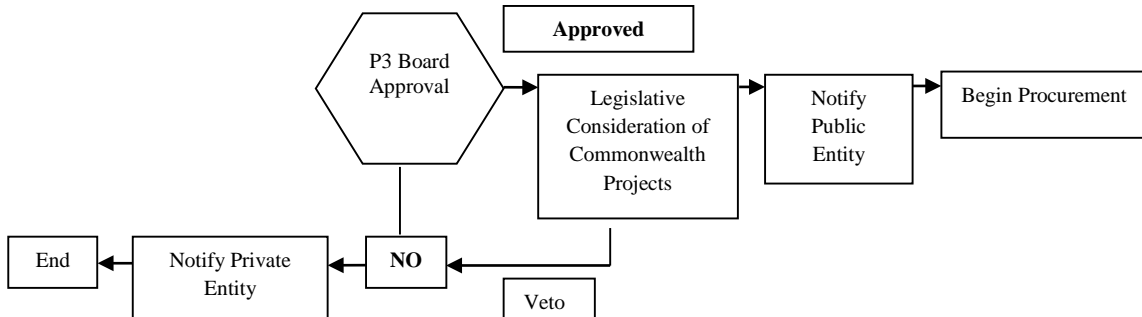 Approved
P3 Board
Approval
Legislative
Consideration of
Commonwealth
Projects
Notify
Public
Entity
Begin Procurement
End
Notify Private
Entity
NO
Veto